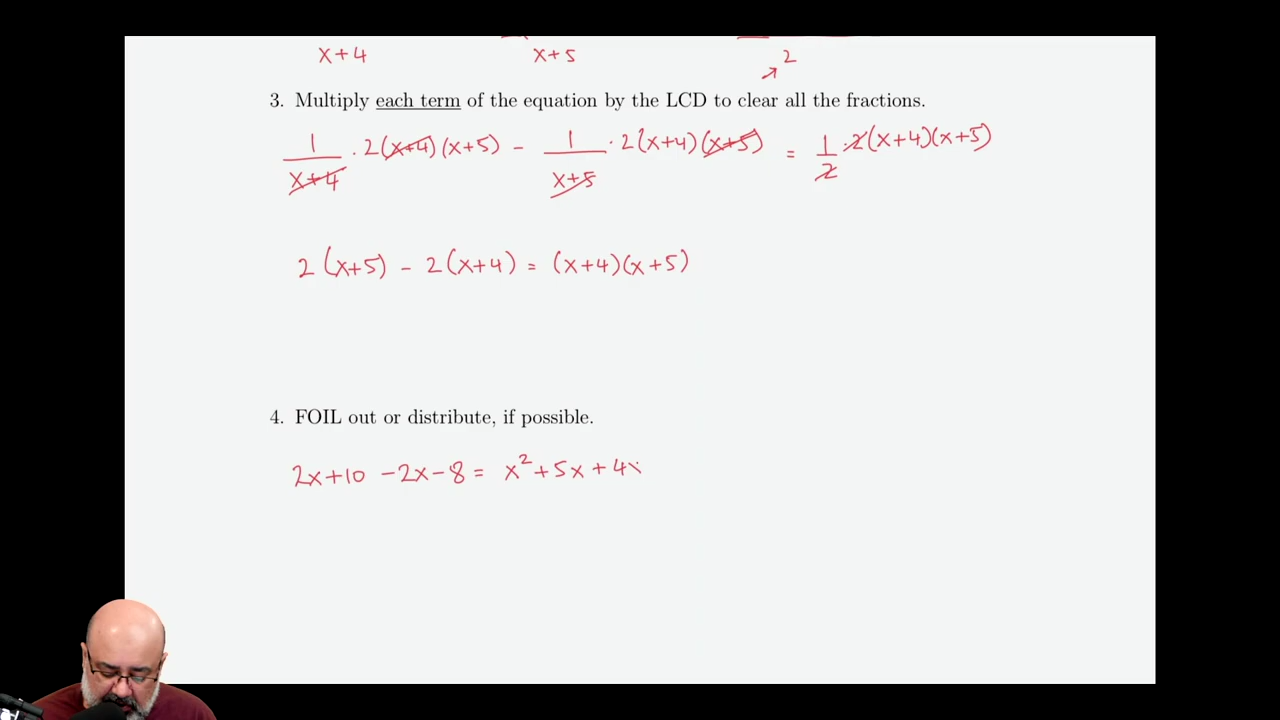 x+4 x+5 2
3. Multiply each term of the equation by the LCD to clear all the fractions.
1/(x+4) · 2(x+4)(x+5) − 1/(x+5) · 2(x+4)(x+5) = 1/2 · 2(x+4)(x+5)
2(x+5) − 2(x+4) = (x+4)(x+5)
4. FOIL out or distribute, if possible.
2x+10 −2x−8 = x² + 5x + 4x